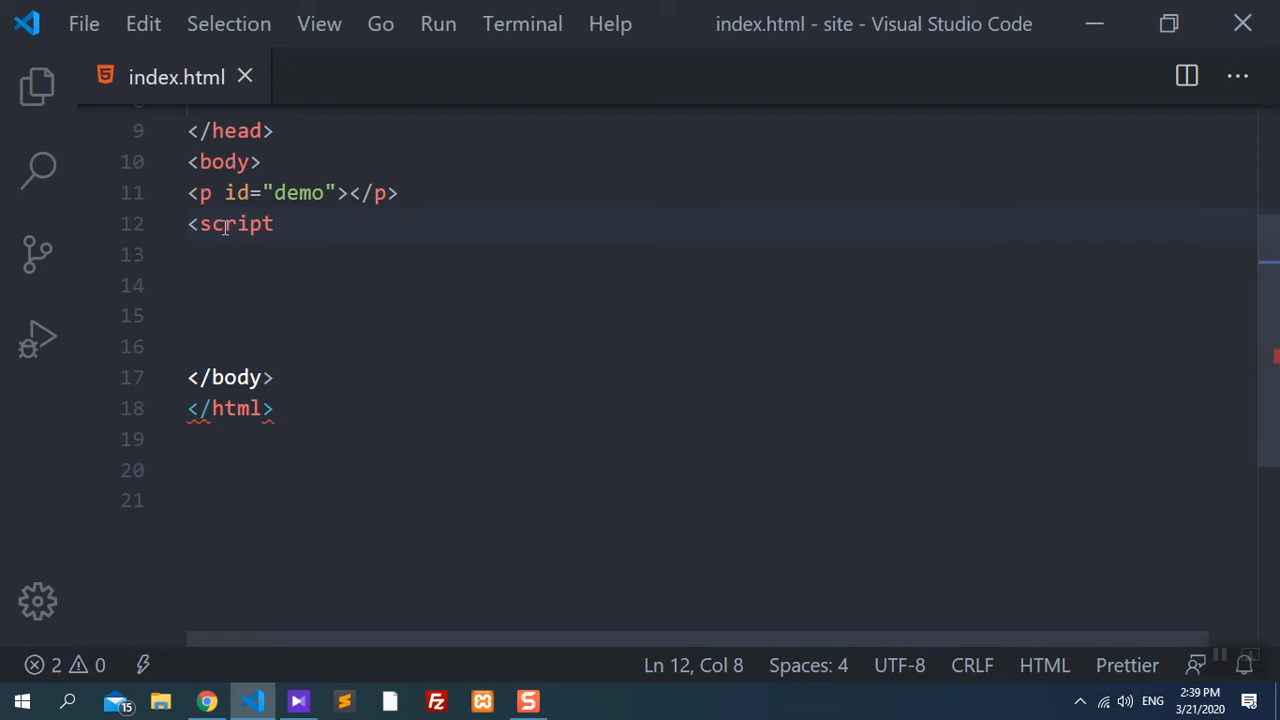 File Edit Selection View Go Run Terminal Help index.html - site - Visual Studio Code
index.html
9 </head>
10 <body>
11 <p id="demo"></p>
12 <script
13
14
15
16
17 </body>
18 </html>
19
20
21
2 0 Ln 12, Col 8 Spaces: 4 UTF-8 CRLF HTML Prettier
15 Fz S ENG 2:39 PM
3/21/2020